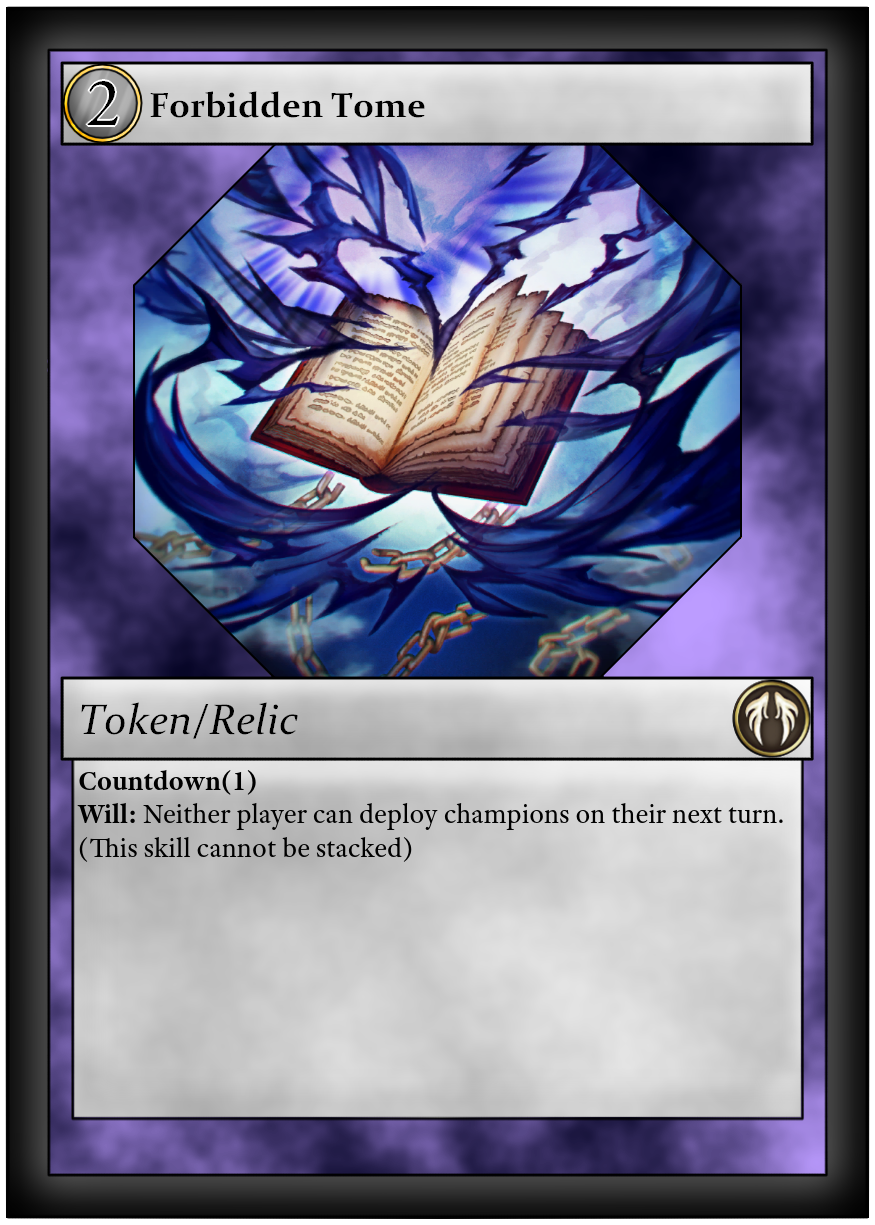 2
Forbidden Tome
Token/Relic
Countdown(1)
Will: Neither player can deploy champions on their next turn.
(This skill cannot be stacked)